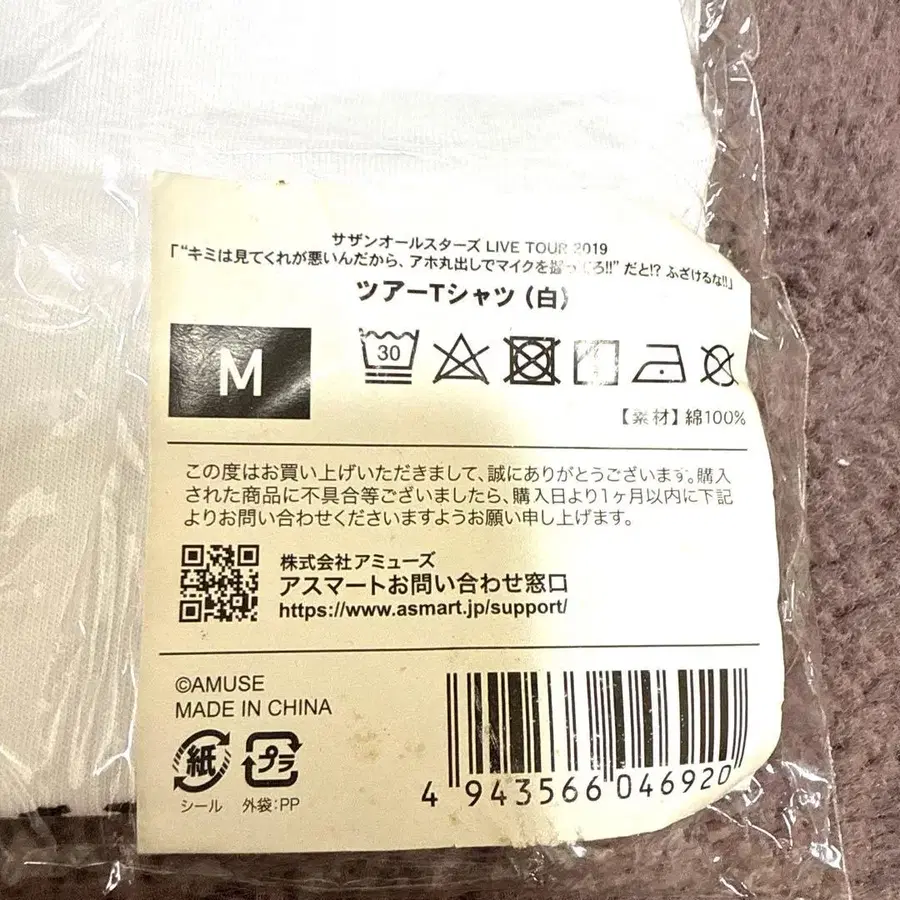 サザンオールスターズ LIVE TOUR 2019
「“キミは見てくれが悪いんだから、アホ丸出しでマイクを握ってろ!!”だと!? ふざけるな!!」
ツアーTシャツ（白）
M
30
【素材】綿100%
この度はお買い上げいただきまして、誠にありがとうございます。購入
された商品に不具合等ございましたら、購入日より1ヶ月以内に下記
よりお問い合わせくださいますようお願い申し上げます。
株式会社アミューズ
アスマートお問い合わせ窓口
https://www.asmart.jp/support/
©AMUSE
MADE IN CHINA
紙
プラ
シール
外袋:PP
4 943566 046920